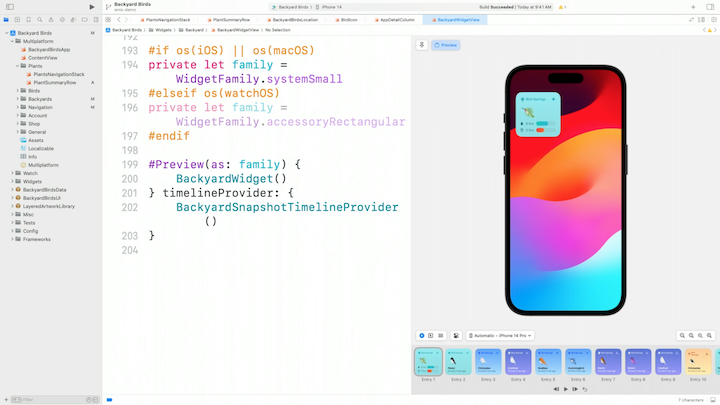 Backyard Birds
main
Backyard Birds
iPhone 14
Build Succeeded | Today at 9:41 AM
1
PlantsNavigationStack
PlantSummaryRow
BackyardBirdsLocation
BirdIcon
AppDetailColumn
BackyardWidgetView
Backyard Birds
Widgets
Backyard
BackyardWidgetView
No Selection
Backyard Birds M
Multiplatform
BackyardBirdsApp
ContentView
Plants
PlantsNavigationStack
PlantSummaryRow A
Birds
Backyards M
Navigation M
Account
Shop
General
Assets
Localizable
Info
Multiplatform
Watch
Widgets
BackyardBirdsData
BackyardBirdsUI
LayeredArtworkLibrary
Misc
Tests
Config
Frameworks
Filter
192
193 #if os(iOS) || os(macOS)
194 private let family =
WidgetFamily.systemSmall
195 #elseif os(watchOS)
196 private let family =
WidgetFamily.accessoryRectangular
197 #endif
198
199 #Preview(as: family) {
200 BackyardWidget()
201 } timelineProvider: {
202 BackyardSnapshotTimelineProvider
()
203 }
204
Preview
Bird Springs
Automatic – iPhone 14 Pro
Entry 1
Entry 2
Entry 3
Entry 4
Entry 5
Entry 6
Entry 7
Entry 8
Entry 9
Entry 10
7 characters